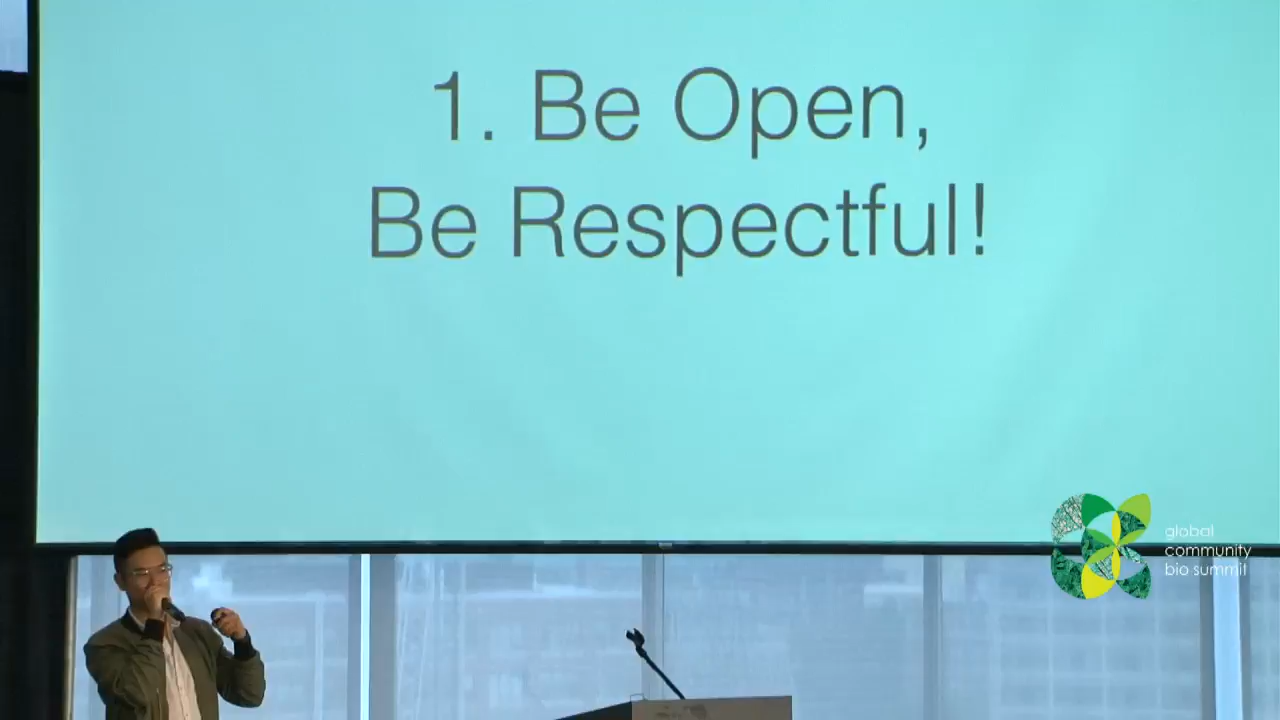 1. Be Open,
Be Respectful!
global
community
bio summit